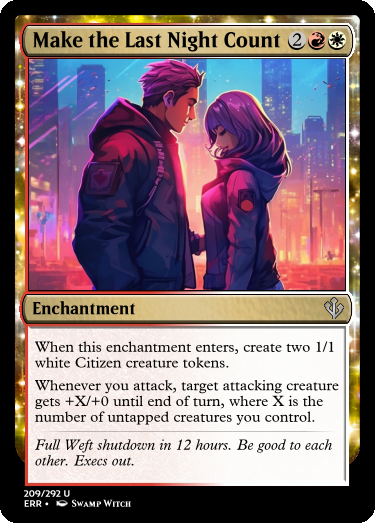 Make the Last Night Count 2
Enchantment
When this enchantment enters, create two 1/1
white Citizen creature tokens.
Whenever you attack, target attacking creature
gets +X/+0 until end of turn, where X is the
number of untapped creatures you control.
Full Weft shutdown in 12 hours. Be good to each
other. Execs out.
209/292 U
ERR • Swamp Witch